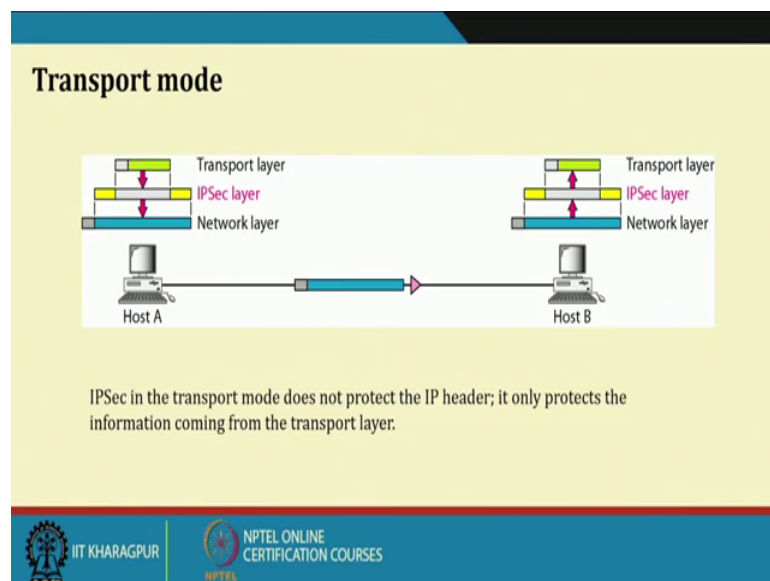 Transport mode
Transport layer
IPSec layer
Network layer
Host A
Transport layer
IPSec layer
Network layer
Host B
IPSec in the transport mode does not protect the IP header; it only protects the
information coming from the transport layer.
IIT KHARAGPUR
NPTEL
NPTEL ONLINE
CERTIFICATION COURSES